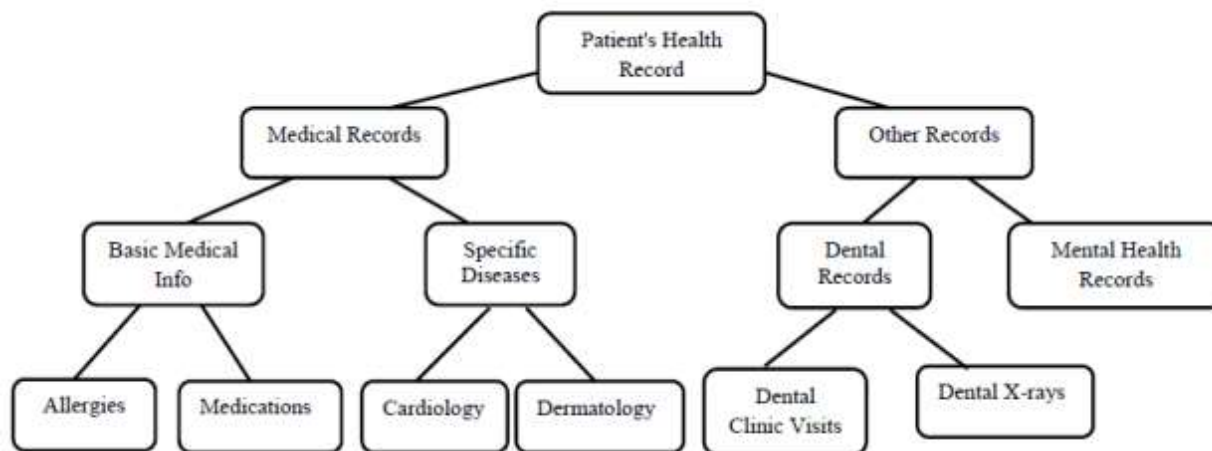 Patient's Health
Record
Medical Records
Other Records
Basic Medical
Info
Specific
Diseases
Dental
Records
Mental Health
Records
Allergies
Medications
Cardiology
Dermatology
Dental
Clinic Visits
Dental X-rays